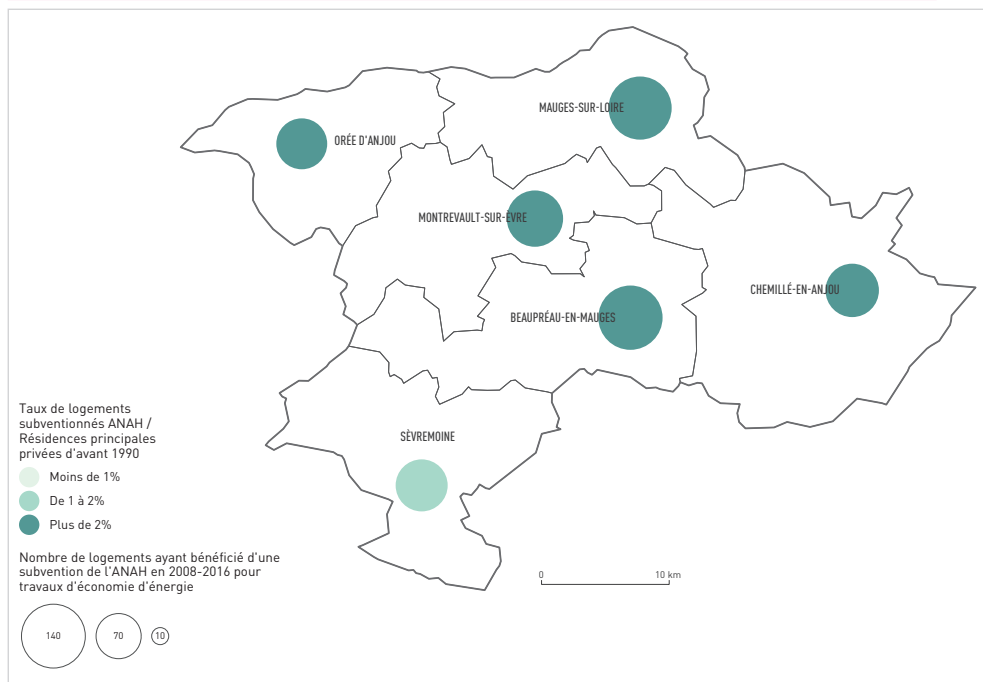 MAUGES-SUR-LOIRE
ORÉE D'ANJOU
MONTREVAULT-SUR-ÈVRE
CHEMILLÉ-EN-ANJOU
BEAUPRÉAU-EN-MAUGES
SÈVREMOINE
Taux de logements
subventionnés ANAH /
Résidences principales
privées d'avant 1990
Moins de 1%
De 1 à 2%
Plus de 2%
Nombre de logements ayant bénéficié d'une
subvention de l'ANAH en 2008-2016 pour
travaux d'économie d'énergie
140 70 10
0 10 km